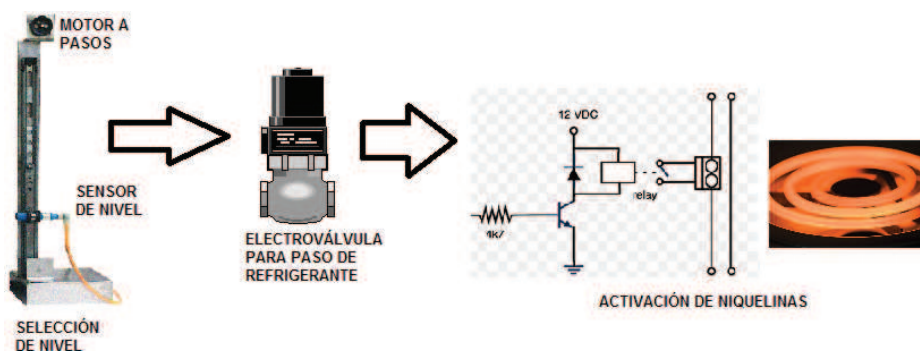 MOTOR A
PASOS
SENSOR
DE NIVEL
SELECCIÓN
DE NIVEL
ELECTROVÁLVULA
PARA PASO DE
REFRIGERANTE
12 VDC
relay
4k7
ACTIVACIÓN DE NIQUELINAS